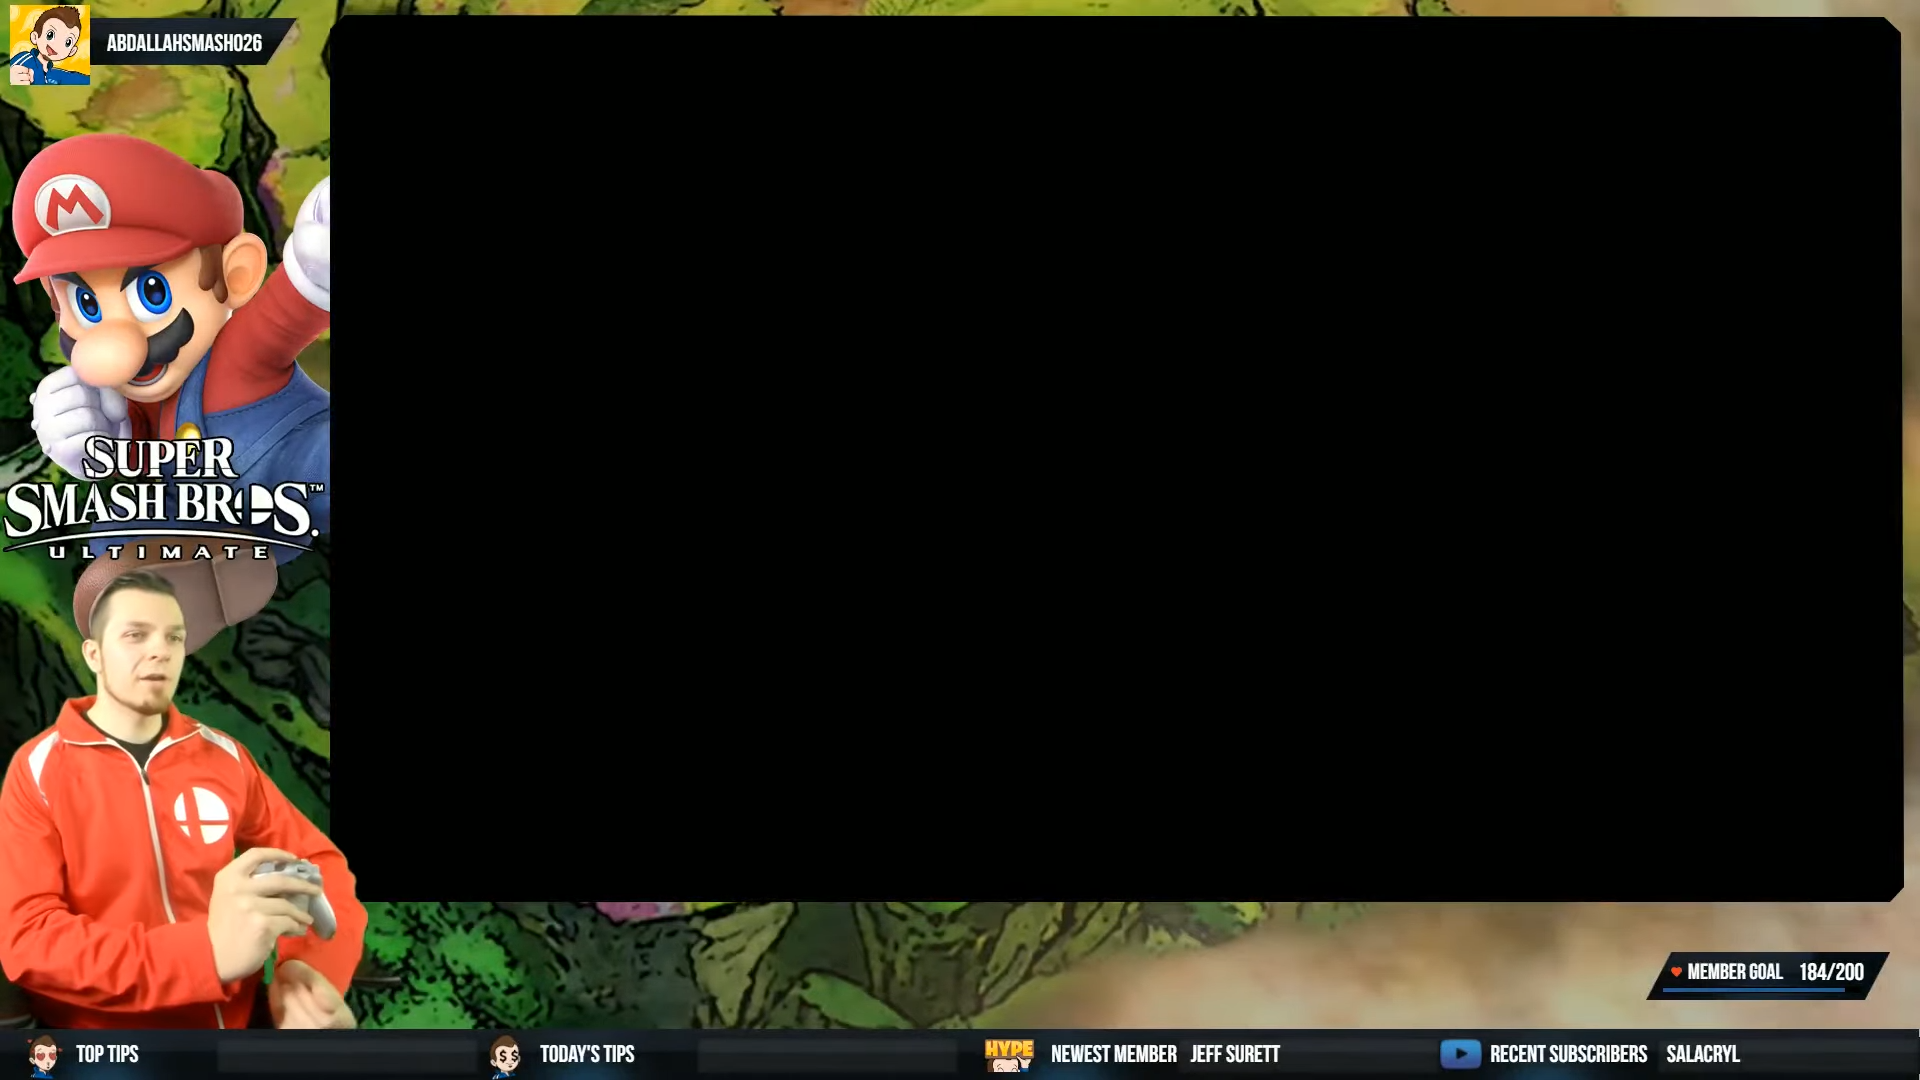 ABDALLAHSMASH026
M
SUPER
SMASH BROS.™
ULTIMATE
MEMBER GOAL 184/200
TOP TIPS
TODAY'S TIPS
HYPE
NEWEST MEMBER JEFF SURETT
RECENT SUBSCRIBERS SALACRYL